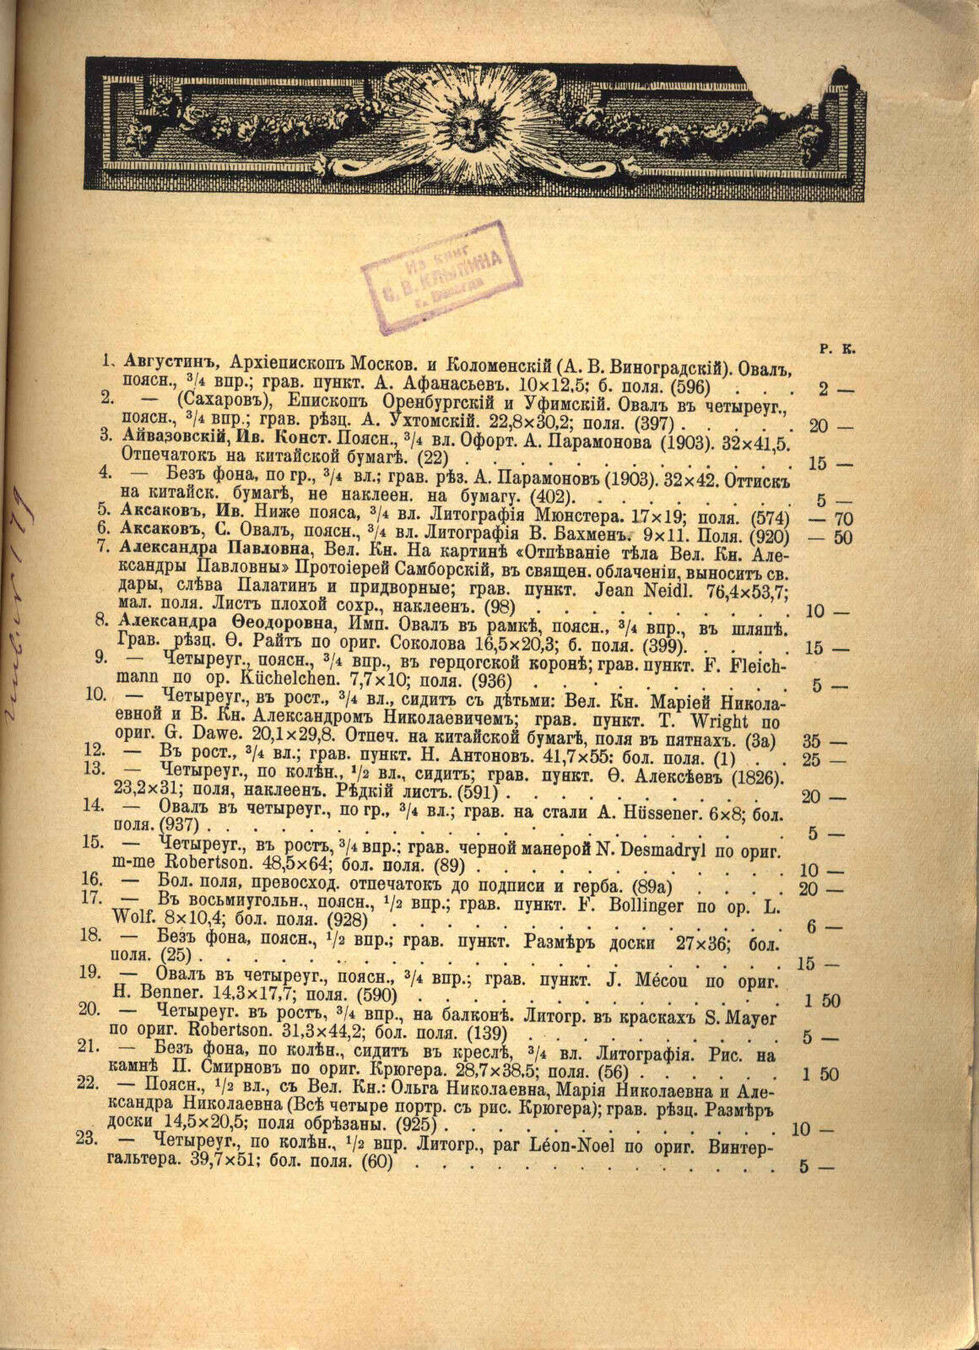 Из книг
С. В. КЛЫПИНА
г. Вологда
Р. К.
1. Августинъ, Архіепископъ Москов. и Коломенскій (А. В. Виноградскій). Овалъ,
поясн., 3/4 впр.; грав. пункт. А. Афанасьевъ. 10×12,5; б. поля. (596) . . . 2 —
2. — (Сахаровъ), Епископъ Оренбургскій и Уфимскій. Овалъ въ четыреуг.,
поясн., 3/4 впр.; грав. рѣзц. А. Ухтомскій. 22,8×30,2; поля. (397) . . . . . . 20 —
3. Айвазовскій, Ив. Конст. Поясн., 3/4 вл. Офорт. А. Парамонова (1903). 32×41,5.
Отпечатокъ на китайской бумагѣ. (22) . . . . . . . . . . . . 15 —
4. — Безъ фона, по гр., 3/4 вл.; грав. рѣз. А. Парамоновъ (1903). 32×42. Оттискъ
на китайск. бумагѣ, не наклеен. на бумагу. (402). . . . . . . . . 5 —
5. Аксаковъ, Ив. Ниже пояса, 3/4 вл. Литографія Мюнстера. 17×19; поля. (574) — 70
6. Аксаковъ, С. Овалъ, поясн., 3/4 вл. Литографія В. Вахменъ. 9×11. Поля. (920) — 50
7. Александра Павловна, Вел. Кн. На картинѣ «Отпѣваніе тѣла Вел. Кн. Але-
ксандры Павловны» Протоіерей Самборскій, въ священ. облаченіи, выноситъ св.
дары, слѣва Палатинъ и придворные; грав. пункт. Jean Neidl. 76,4×53,7;
мал. поля. Листъ плохой сохр., наклеенъ. (98) . . . . . . . . . 10 —
8. Александра Ѳеодоровна, Имп. Овалъ въ рамкѣ, поясн., 3/4 впр., въ шляпѣ.
Грав. рѣзц. Ѳ. Райтъ по ориг. Соколова 16,5×20,3; б. поля. (399). . . . . . 15 —
9. — Четыреуг., поясн., 3/4 впр., въ герцогской коронѣ; грав. пункт. F. Fleich-
mann по ор. Küchelchen. 7,7×10; поля. (936) . . . . . . . . . 5 —
10. — Четыреуг., въ рост., 3/4 вл., сидитъ съ дѣтьми: Вел. Кн. Маріей Никола-
евной и В. Кн. Александромъ Николаевичемъ; грав. пункт. T. Wright по
ориг. G. Dawe. 20,1×29,8. Отпеч. на китайской бумагѣ, поля въ пятнахъ. (3а) 35 —
12. — Въ рост., 3/4 вл.; грав. пункт. Н. Антоновъ. 41,7×55: бол. поля. (1) . . 25 —
13. — Четыреуг., по колѣн., 1/2 вл., сидитъ; грав. пункт. Ѳ. Алексѣевъ (1826).
23,2×31; поля, наклеенъ. Рѣдкій листъ. (591) . . . . . . . . . . 20 —
14. — Овалъ въ четыреуг., по гр., 3/4 вл.; грав. на стали A. Hüssener. 6×8; бол.
поля. (937) . . . . . . . . . . . . . . . . . 5 —
15. — Четыреуг., въ ростъ, 3/4 впр.; грав. черной манерой N. Desmadryl по ориг.
m-me Robertson. 48,5×64; бол. поля. (89) . . . . . . . . . . . 10 —
16. — Бол. поля, превосход. отпечатокъ до подписи и герба. (89а) . . . . 20 —
17. — Въ восьмиугольн., поясн., 1/2 впр.; грав. пункт. F. Bollinger по ор. L.
Wolf. 8×10,4; бол. поля. (928) . . . . . . . . . . . . . 6 —
18. — Безъ фона, поясн., 1/2 впр.; грав. пункт. Размѣръ доски 27×36; бол.
поля. (25) . . . . . . . . . . . . . . . . . 15 —
19. — Овалъ въ четыреуг., поясн., 3/4 впр.; грав. пункт. J. Mécou по ориг.
H. Benner. 14,3×17,7; поля. (590) . . . . . . . . . . . . 1 50
20. — Четыреуг. въ ростъ, 3/4 впр., на балконѣ. Литогр. въ краскахъ S. Mayer
по ориг. Robertson. 31,3×44,2; бол. поля. (139) . . . . . . . . . 5 —
21. — Безъ фона, по колѣн., сидитъ въ креслѣ, 3/4 вл. Литографія. Рис. на
камнѣ П. Смирновъ по ориг. Крюгера. 28,7×38,5; поля. (56) . . . . . . 1 50
22. — Поясн., 1/2 вл., съ Вел. Кн.: Ольга Николаевна, Марія Николаевна и Але-
ксандра Николаевна (Всѣ четыре портр. съ рис. Крюгера); грав. рѣзц. Размѣръ
доски 14,5×20,5; поля обрѣзаны. (925) . . . . . . . . . . . . 10 —
23. — Четыреуг., по колѣн., 1/2 впр. Литогр., par Léon-Noel по ориг. Винтер-
гальтера. 39,7×51; бол. поля. (60) . . . . . . . . . . . . 5 —